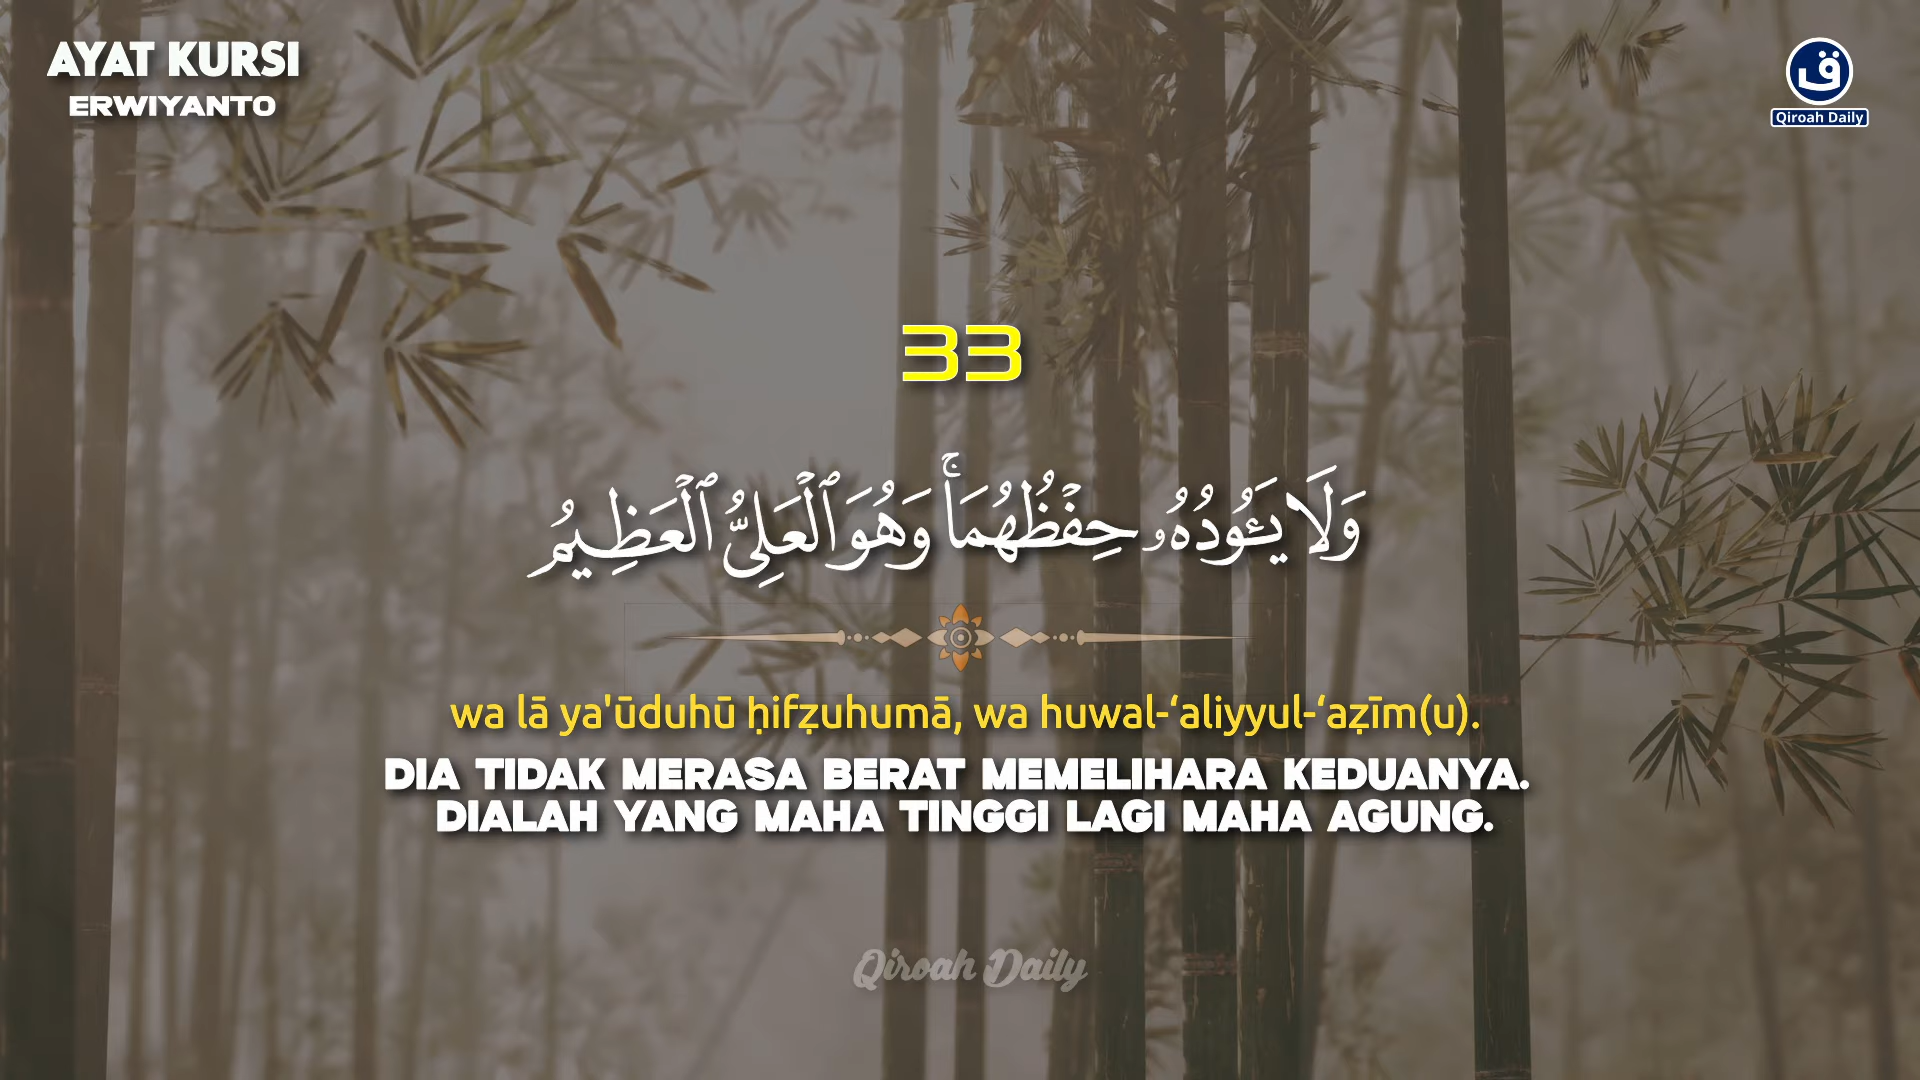 AYAT KURSI
ERWIYANTO
ق
Qiroah Daily
33
وَلَا يَـُٔودُهُۥ حِفْظُهُمَا ۚ وَهُوَ ٱلْعَلِىُّ ٱلْعَظِيمُ
wa lā ya'ūduhū ḥifẓuhumā, wa huwal-‘aliyyul-‘aẓīm(u).
DIA TIDAK MERASA BERAT MEMELIHARA KEDUANYA.
DIALAH YANG MAHA TINGGI LAGI MAHA AGUNG.
Qiroah Daily